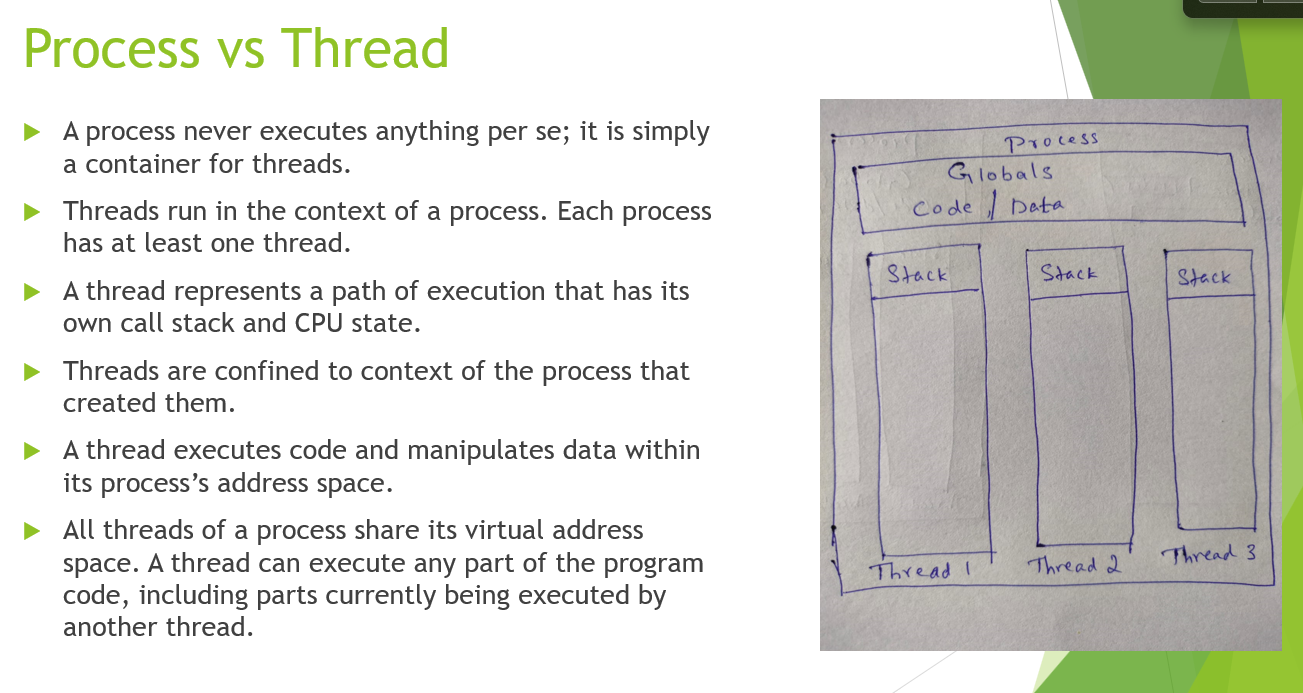 Process vs Thread
A process never executes anything per se; it is simply
a container for threads.
Threads run in the context of a process. Each process
has at least one thread.
A thread represents a path of execution that has its
own call stack and CPU state.
Threads are confined to context of the process that
created them.
A thread executes code and manipulates data within
its process’s address space.
All threads of a process share its virtual address
space. A thread can execute any part of the program
code, including parts currently being executed by
another thread.
Process
Globals
Code / Data
Stack
Stack
Stack
Thread 1
Thread 2
Thread 3